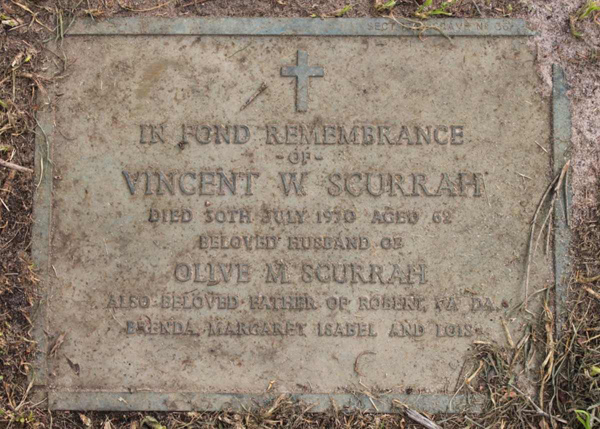 IN FOND REMEMBRANCE
-OF-
VINCENT W. SCURRAH
DIED 30TH JULY 1970 AGED 62
BELOVED HUSBAND OF
OLIVE M. SCURRAH
ALSO BELOVED FATHER OF ROBERT,
BRENDA, MARGARET, ISABEL AND LOIS